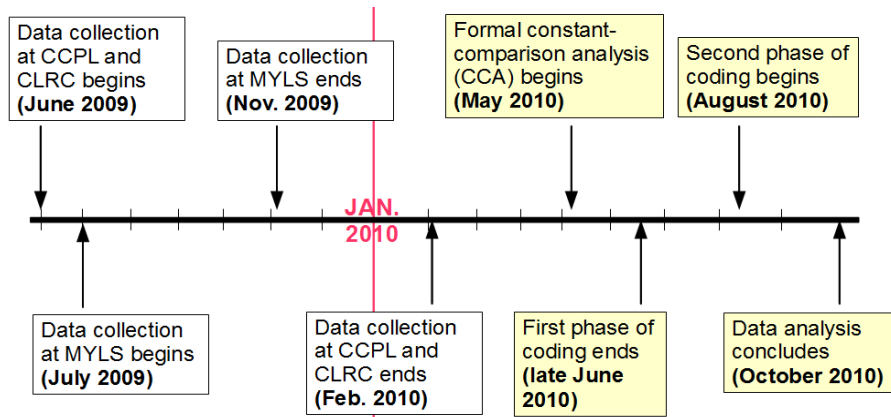 Data collection
at CCPL and
CLRC begins
(June 2009)
Data collection
at MYLS ends
(Nov. 2009)
Formal constant-
comparison analysis
(CCA) begins
(May 2010)
Second phase of
coding begins
(August 2010)
JAN.
2010
Data collection
at MYLS begins
(July 2009)
Data collection
at CCPL and
CLRC ends
(Feb. 2010)
First phase of
coding ends
(late June
2010)
Data analysis
concludes
(October 2010)